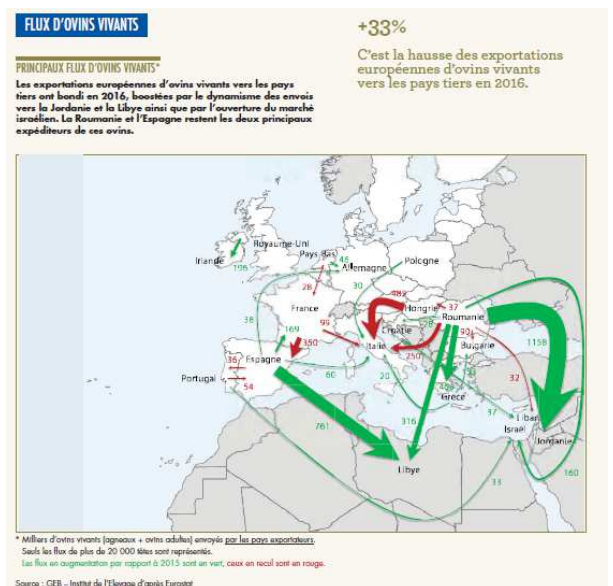 FLUX D'OVINS VIVANTS
+33%
C'est la hausse des exportations
européennes d'ovins vivants
vers les pays tiers en 2016.
PRINCIPAUX FLUX D'OVINS VIVANTS*
Les exportations européennes d'ovins vivants vers les pays
tiers ont bondi en 2016, boostées par le dynamisme des envois
vers la Jordanie et la Libye ainsi que par l'ouverture du marché
israélien. La Roumanie et l'Espagne restent les deux principaux
expéditeurs de ces ovins.
Irlande
Royaume-Uni
196
Pays-Bas
46
Allemagne
Pologne
28
30
482
Hongrie
37
France
Roumanie
38
169
99
Croatie
28
90
Bulgarie
1158
350
Italie
250
36
Espagne
60
20
Grèce
32
Portugal
54
37
Liban
761
316
Israël
Jordanie
Libye
33
160
* Milliers d'ovins vivants (agneaux + ovins adultes) envoyés par les pays exportateurs.
Seuls les flux de plus de 20 000 têtes sont représentés.
Les flux en augmentation par rapport à 2015 sont en vert, ceux en recul sont en rouge.
Source : GEB – Institut de l'Elevage d'après Eurostat